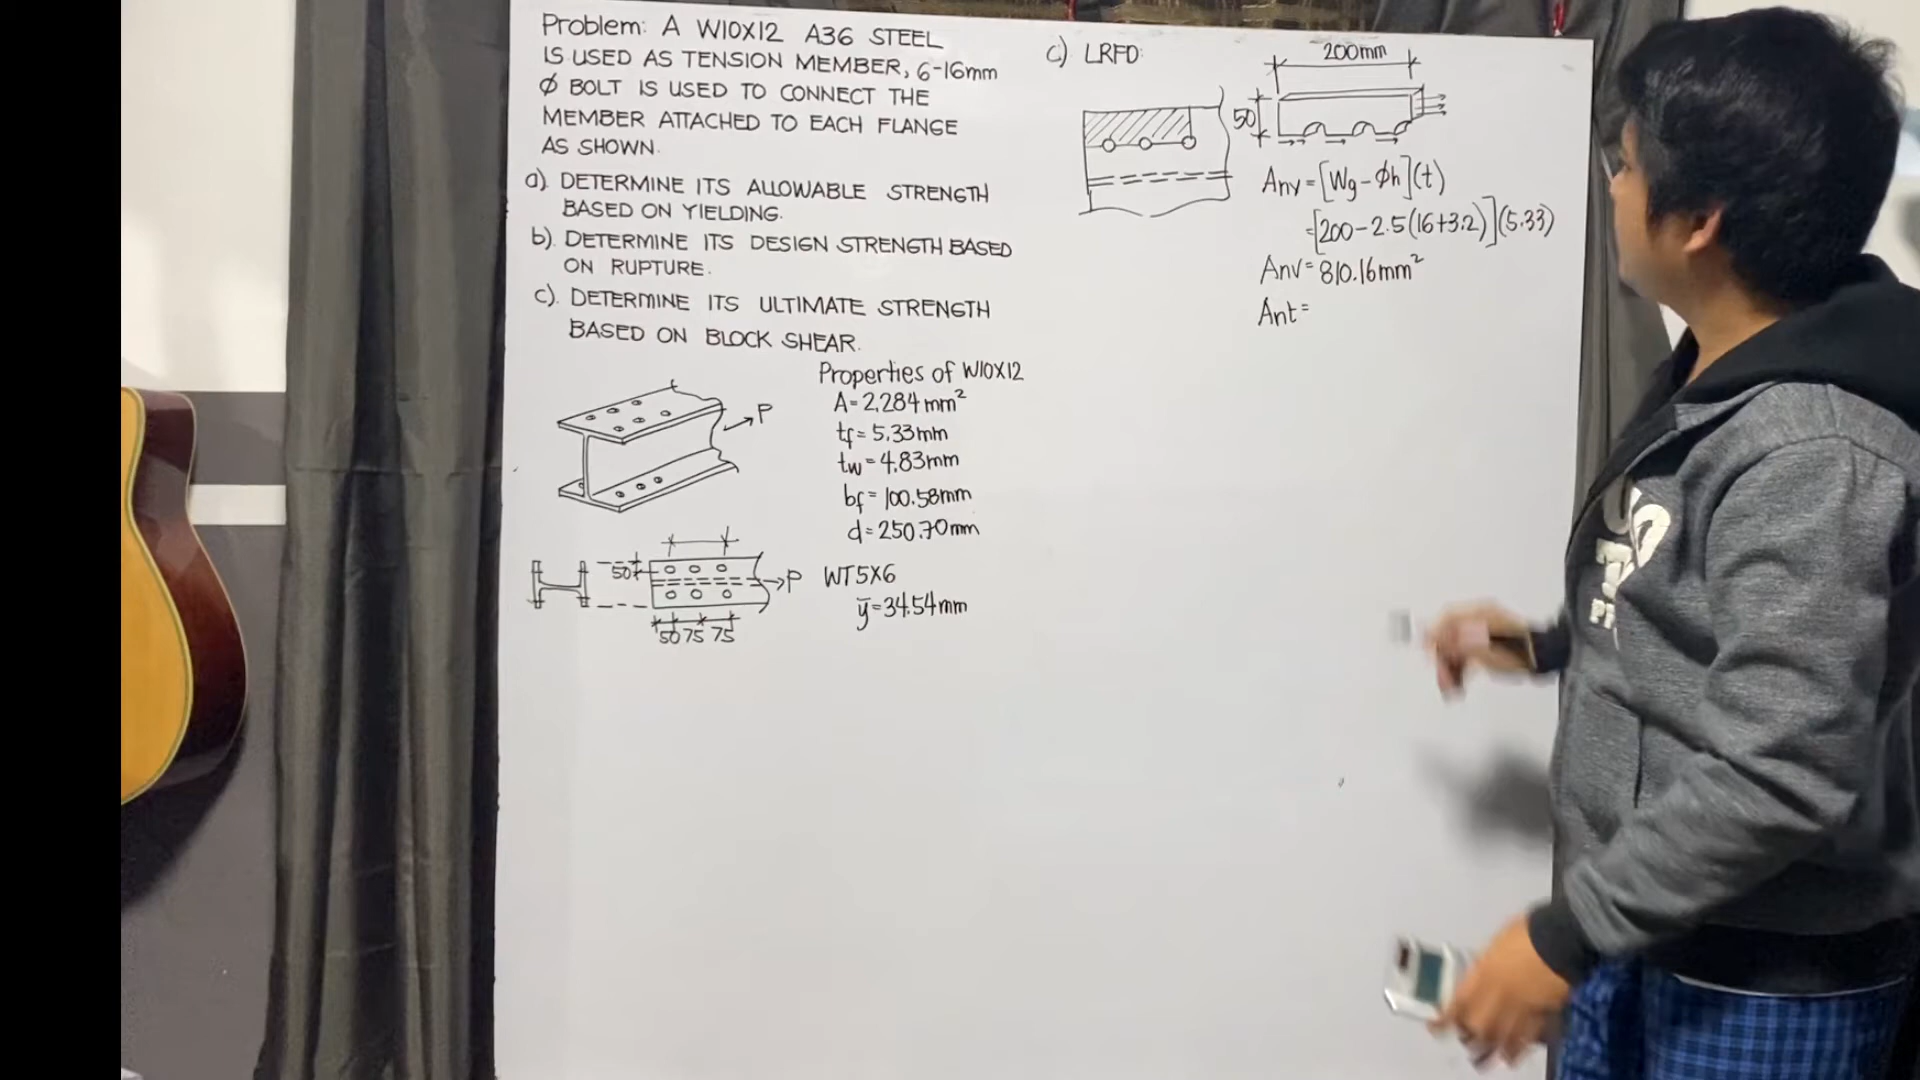 Problem: A W10X12 A36 STEEL
IS USED AS TENSION MEMBER, 6-16mm
Ø BOLT IS USED TO CONNECT THE
MEMBER ATTACHED TO EACH FLANGE
AS SHOWN.
a). DETERMINE ITS ALLOWABLE STRENGTH
BASED ON YIELDING.
b). DETERMINE ITS DESIGN STRENGTH BASED
ON RUPTURE.
c). DETERMINE ITS ULTIMATE STRENGTH
BASED ON BLOCK SHEAR.
P
50
P
50 75 75
Properties of W10X12
A = 2,284 mm²
tf = 5.33mm
tw = 4.83mm
bf = 100.58mm
d = 250.70mm
WT5X6
ȳ = 34.54mm
c) LRFD:
200mm
50
Anv = [Wg - Øh](t)
= [200 - 2.5(16+3.2)](5.33)
Anv = 810.16mm²
Ant =